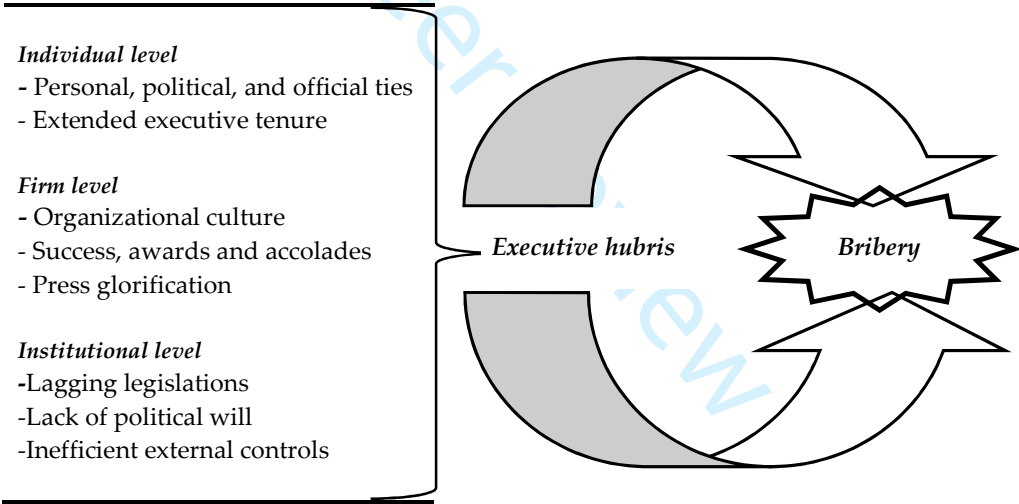 Individual level
- Personal, political, and official ties
- Extended executive tenure
Firm level
- Organizational culture
- Success, awards and accolades
- Press glorification
Institutional level
-Lagging legislations
-Lack of political will
-Inefficient external controls
Executive hubris
Bribery